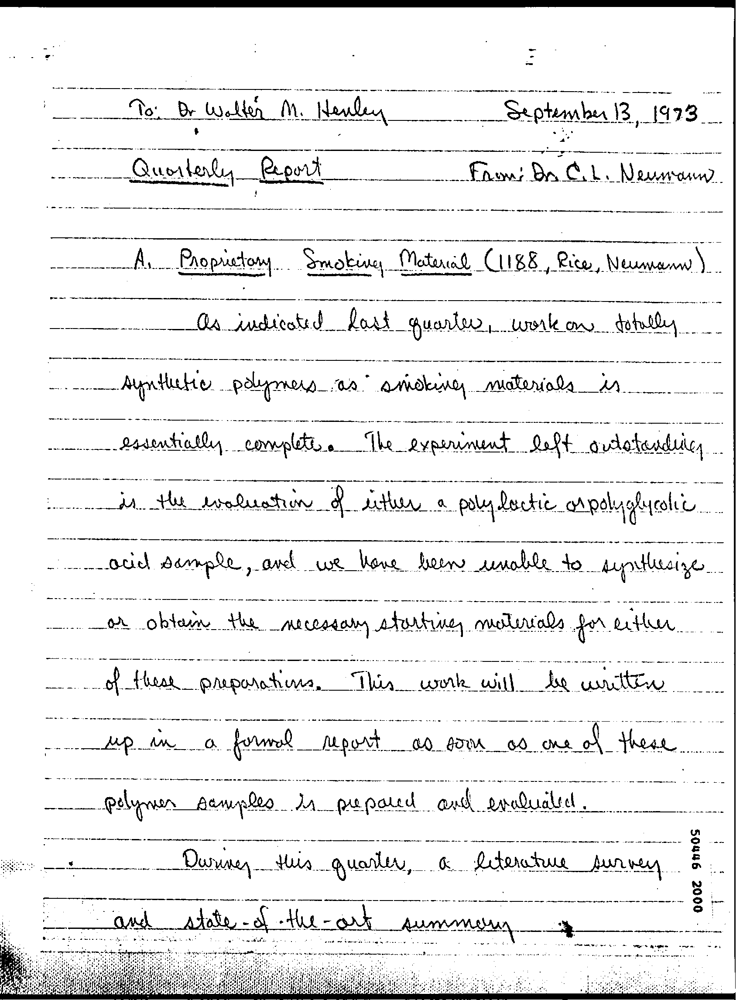 To: Dr Walter M. Henley September 13, 1973
Quarterly Report From: Dr C.L. Neumann
A. Proprietary Smoking Material (1188, Rice, Neumann)
As indicated last quarter, work on totally
synthetic polymers as smoking materials is
essentially complete. The experiment left outstanding
is the evaluation of either a polylactic or polyglycolic
acid sample, and we have been unable to synthesize
or obtain the necessary starting materials for either
of these preparations. This work will be written
up in a formal report as soon as one of these
polymer samples is prepared and evaluated.
During this quarter, a literature survey
and state-of-the-art summary
50446 2000